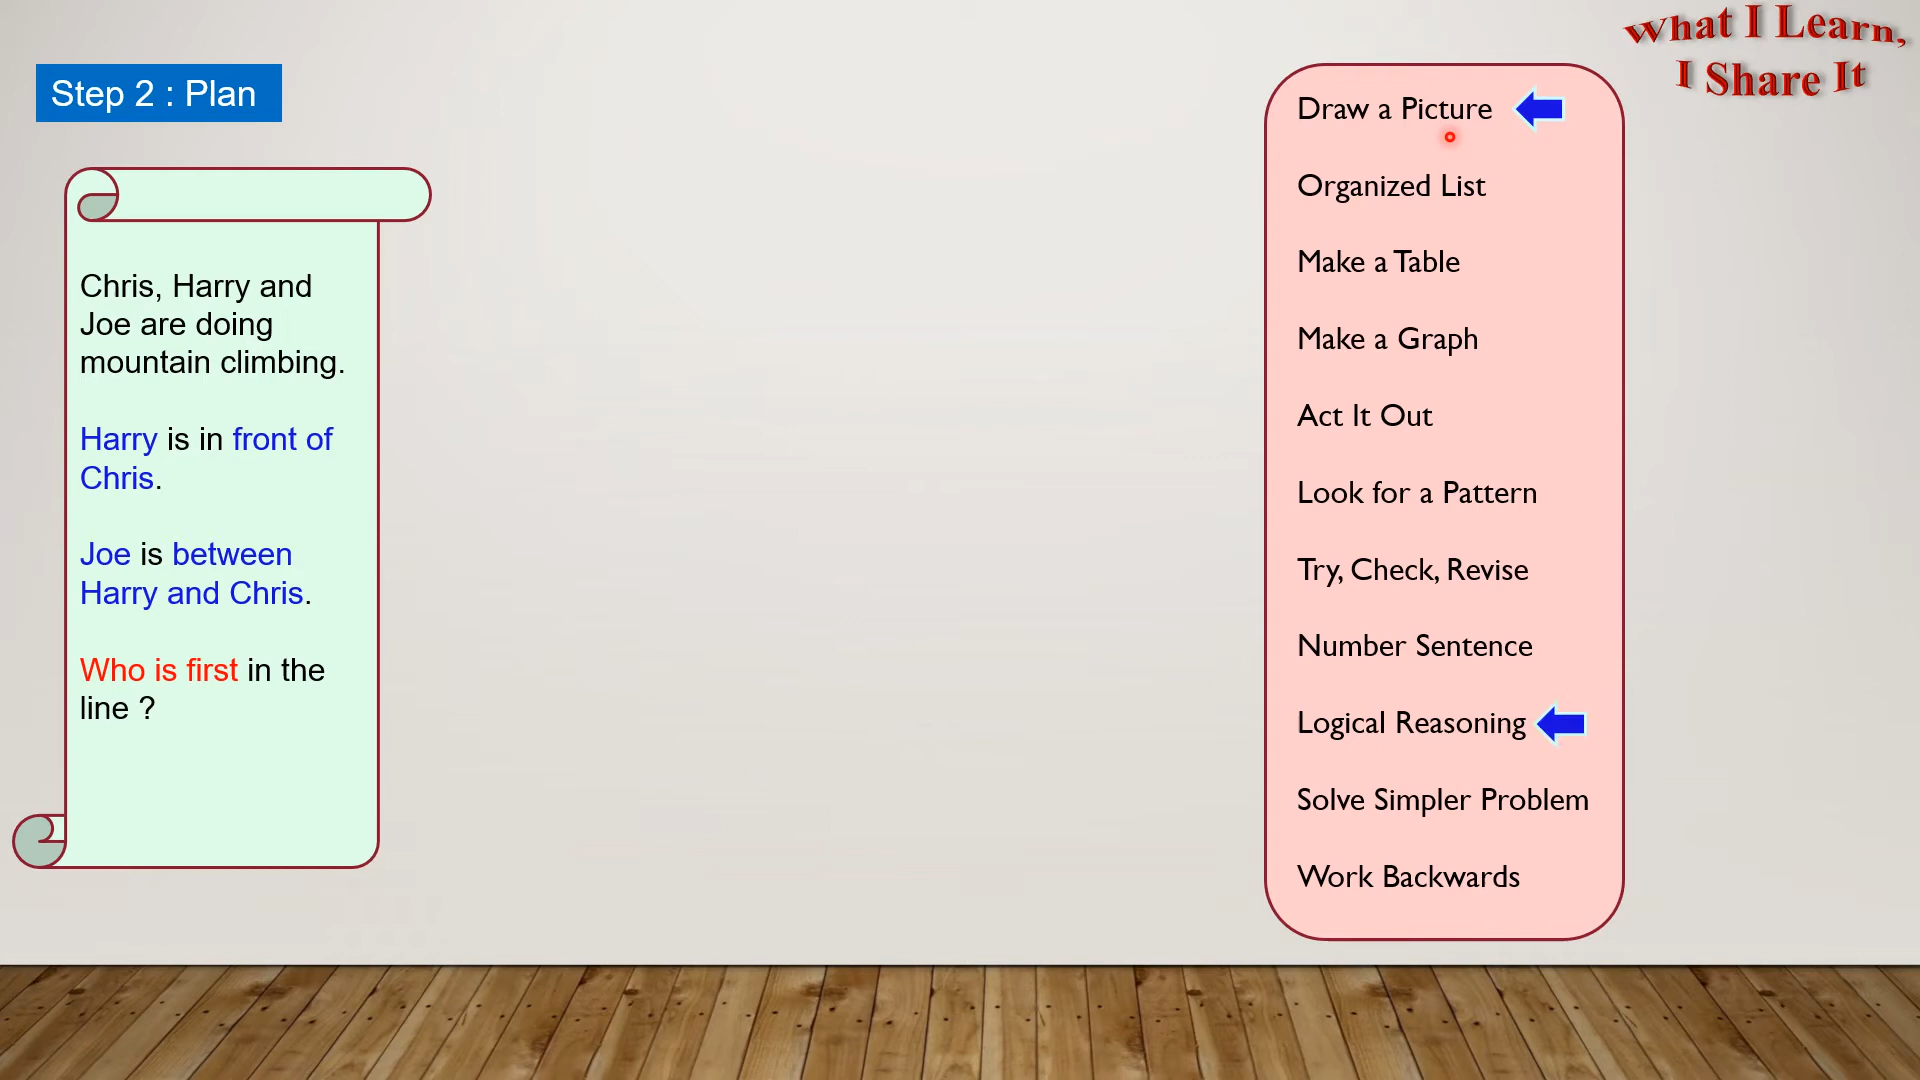 What I Learn,
I Share It
Step 2 : Plan
Chris, Harry and
Joe are doing
mountain climbing.
Harry is in front of
Chris.
Joe is between
Harry and Chris.
Who is first in the
line ?
Draw a Picture
Organized List
Make a Table
Make a Graph
Act It Out
Look for a Pattern
Try, Check, Revise
Number Sentence
Logical Reasoning
Solve Simpler Problem
Work Backwards